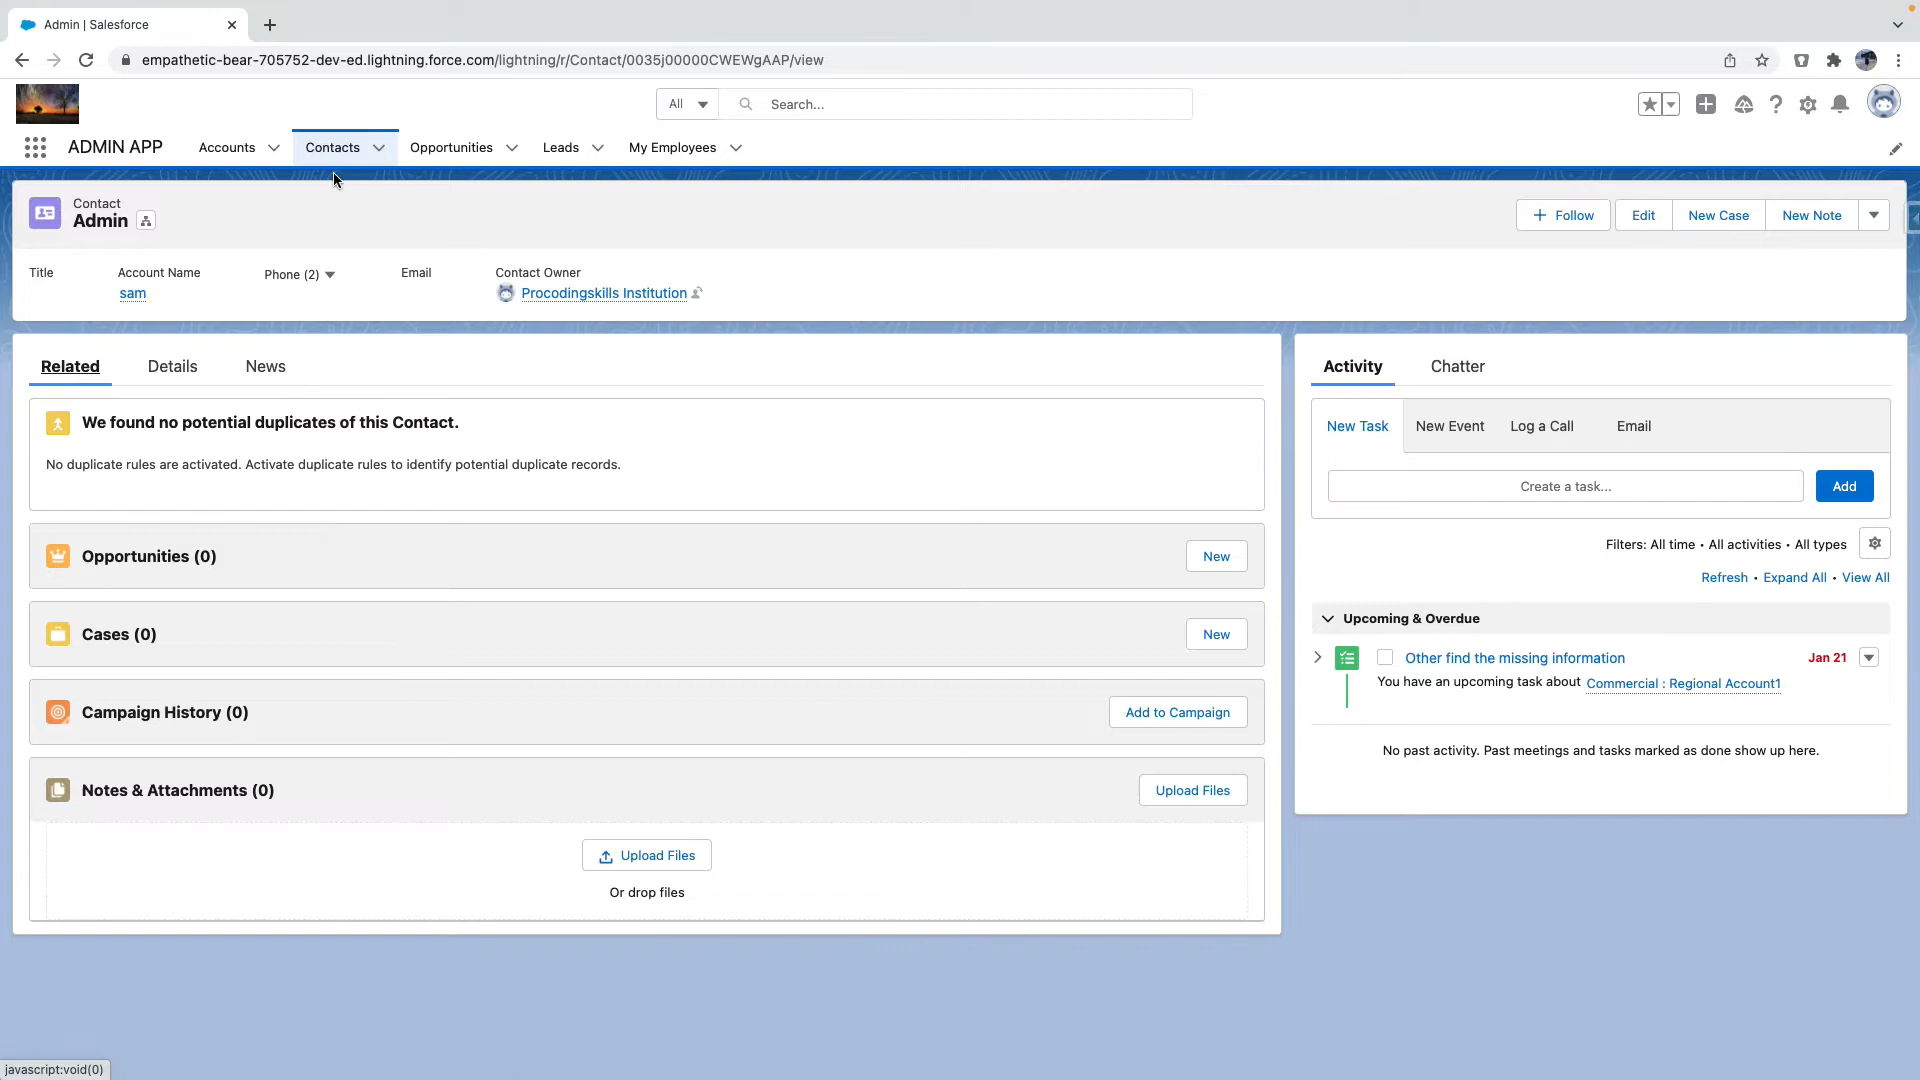 Admin | Salesforce
empathetic-bear-705752-dev-ed.lightning.force.com/lightning/r/Contact/0035j00000CWEWgAAP/view
All
Search...
ADMIN APP
Accounts
Contacts
Opportunities
Leads
My Employees
Contact
Admin
Follow
Edit
New Case
New Note
Title
Account Name
Phone (2)
Email
Contact Owner
sam
Procodingskills Institution
Related
Details
News
We found no potential duplicates of this Contact.
No duplicate rules are activated. Activate duplicate rules to identify potential duplicate records.
Opportunities (0)
New
Cases (0)
New
Campaign History (0)
Add to Campaign
Notes & Attachments (0)
Upload Files
Upload Files
Or drop files
Activity
Chatter
New Task
New Event
Log a Call
Email
Create a task...
Add
Filters: All time • All activities • All types
Refresh • Expand All • View All
Upcoming & Overdue
Other find the missing information
Jan 21
You have an upcoming task about Commercial : Regional Account1
No past activity. Past meetings and tasks marked as done show up here.
javascript:void(0)